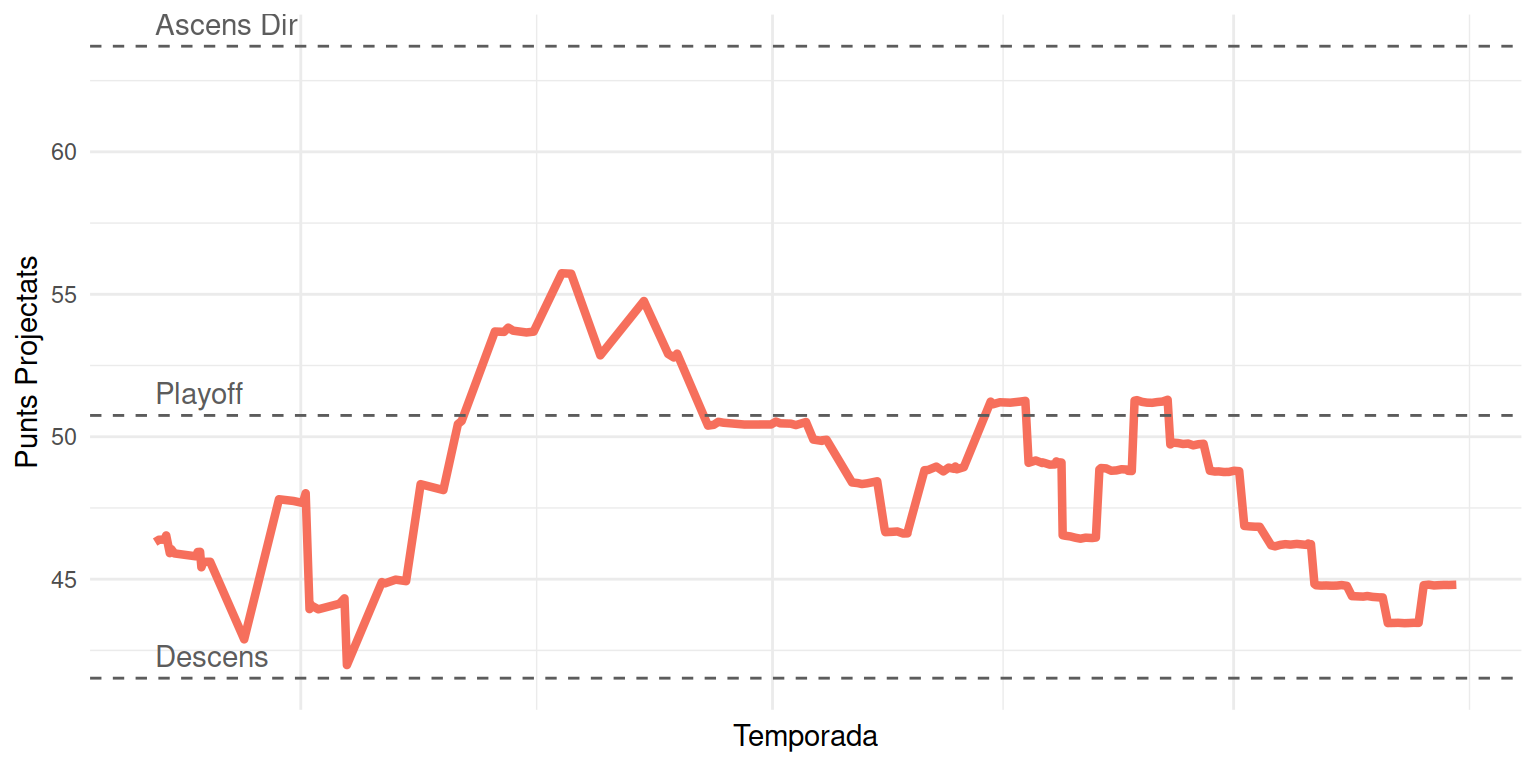 Ascens Dir
60
55
Playoff
50
45
Descens
Punts Projectats
Temporada